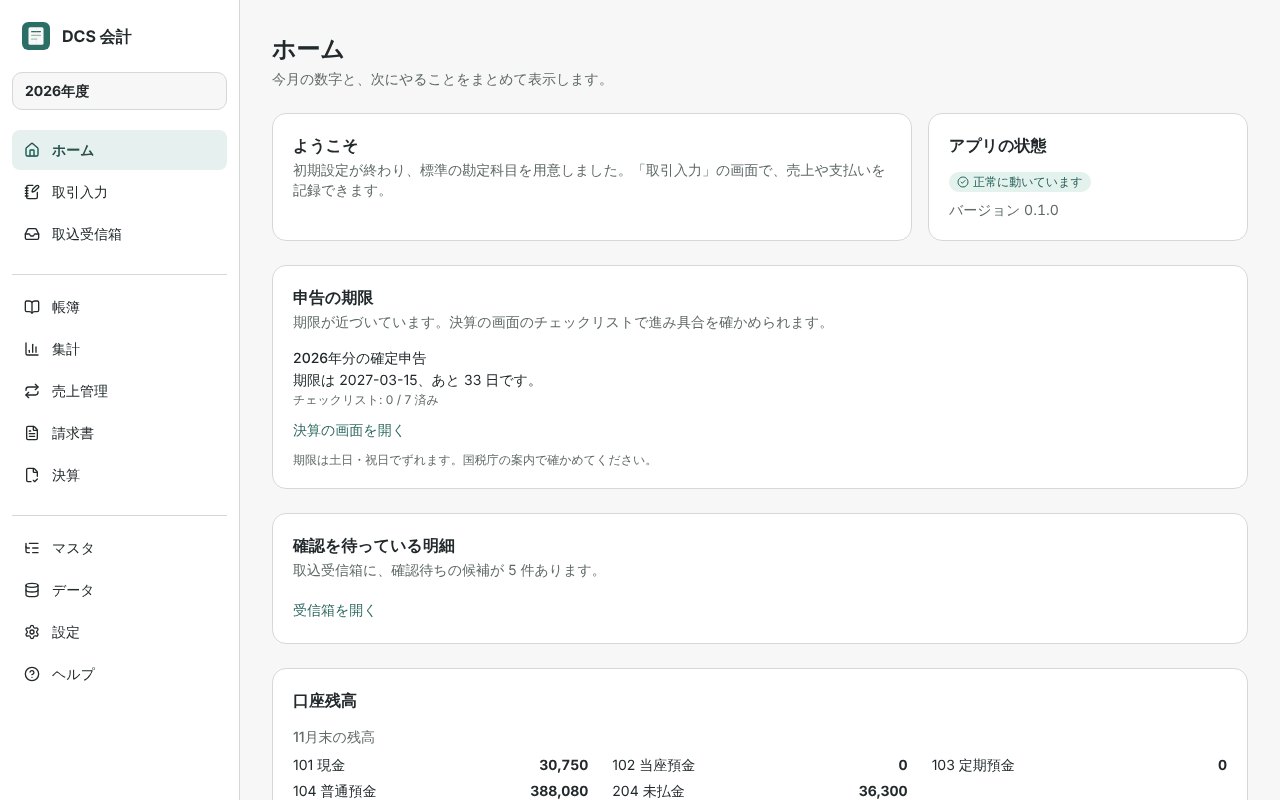 DCS 会計
2026年度
ホーム
取引入力
取込受信箱
帳簿
集計
売上管理
請求書
決算
マスタ
データ
設定
ヘルプ
ホーム
今月の数字と、次にやることをまとめて表示します。
ようこそ
初期設定が終わり、標準の勘定科目を用意しました。「取引入力」の画面で、売上や支払いを
記録できます。
アプリの状態
正常に動いています
バージョン 0.1.0
申告の期限
期限が近づいています。決算の画面のチェックリストで進み具合を確かめられます。
2026年分の確定申告
期限は 2027-03-15、あと 33 日です。
チェックリスト: 0 / 7 済み
決算の画面を開く
期限は土日・祝日でずれます。国税庁の案内で確かめてください。
確認を待っている明細
取込受信箱に、確認待ちの候補が 5 件あります。
受信箱を開く
口座残高
11月末の残高
101 現金 30,750 102 当座預金 0 103 定期預金 0
104 普通預金 388,080 204 未払金 36,300